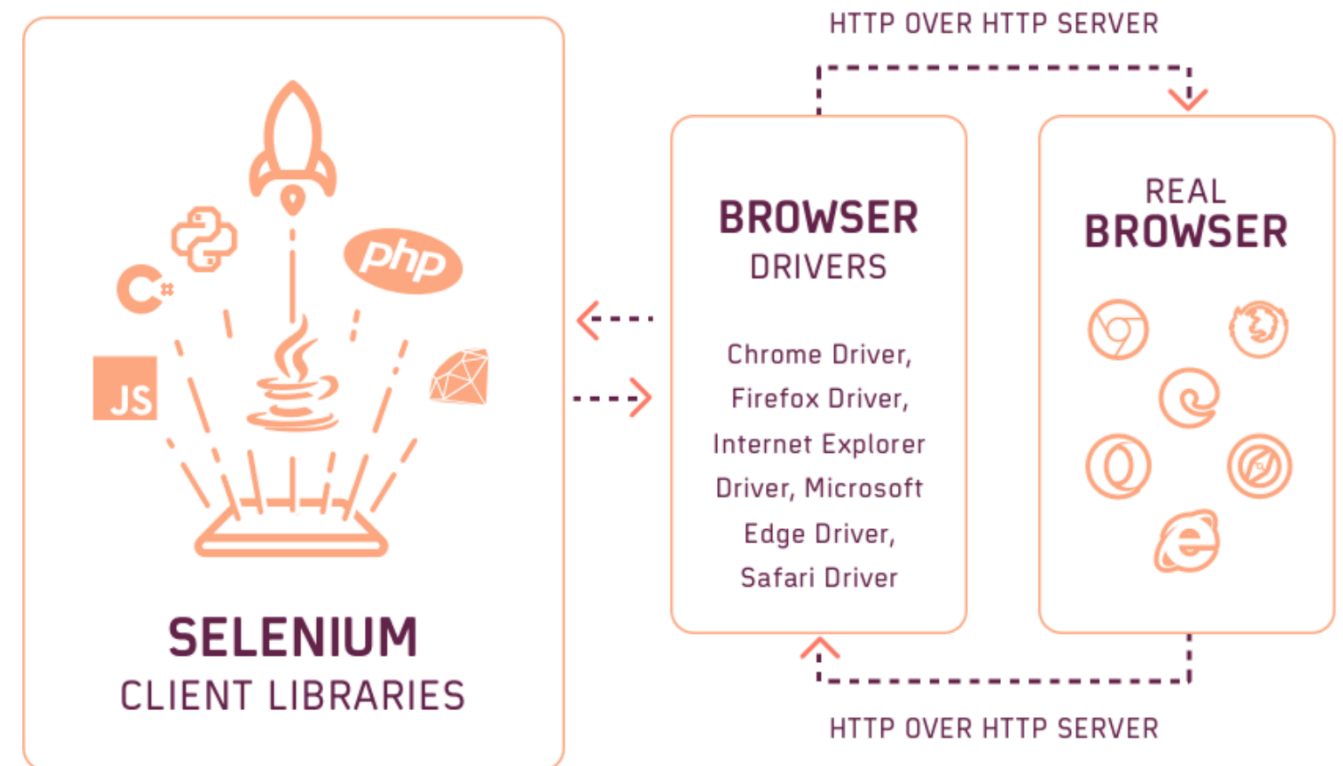 HTTP OVER HTTP SERVER
php
C#
JS
SELENIUM
CLIENT LIBRARIES
BROWSER
DRIVERS
Chrome Driver,
Firefox Driver,
Internet Explorer
Driver, Microsoft
Edge Driver,
Safari Driver
REAL
BROWSER
HTTP OVER HTTP SERVER